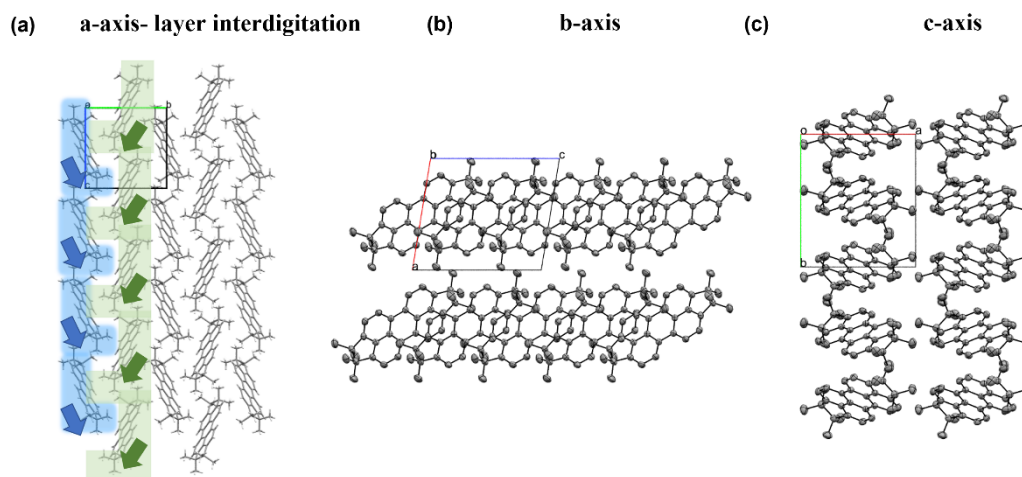 (a) a-axis- layer interdigitation (b) b-axis (c) c-axis
a b
c
b c
a
o a
b